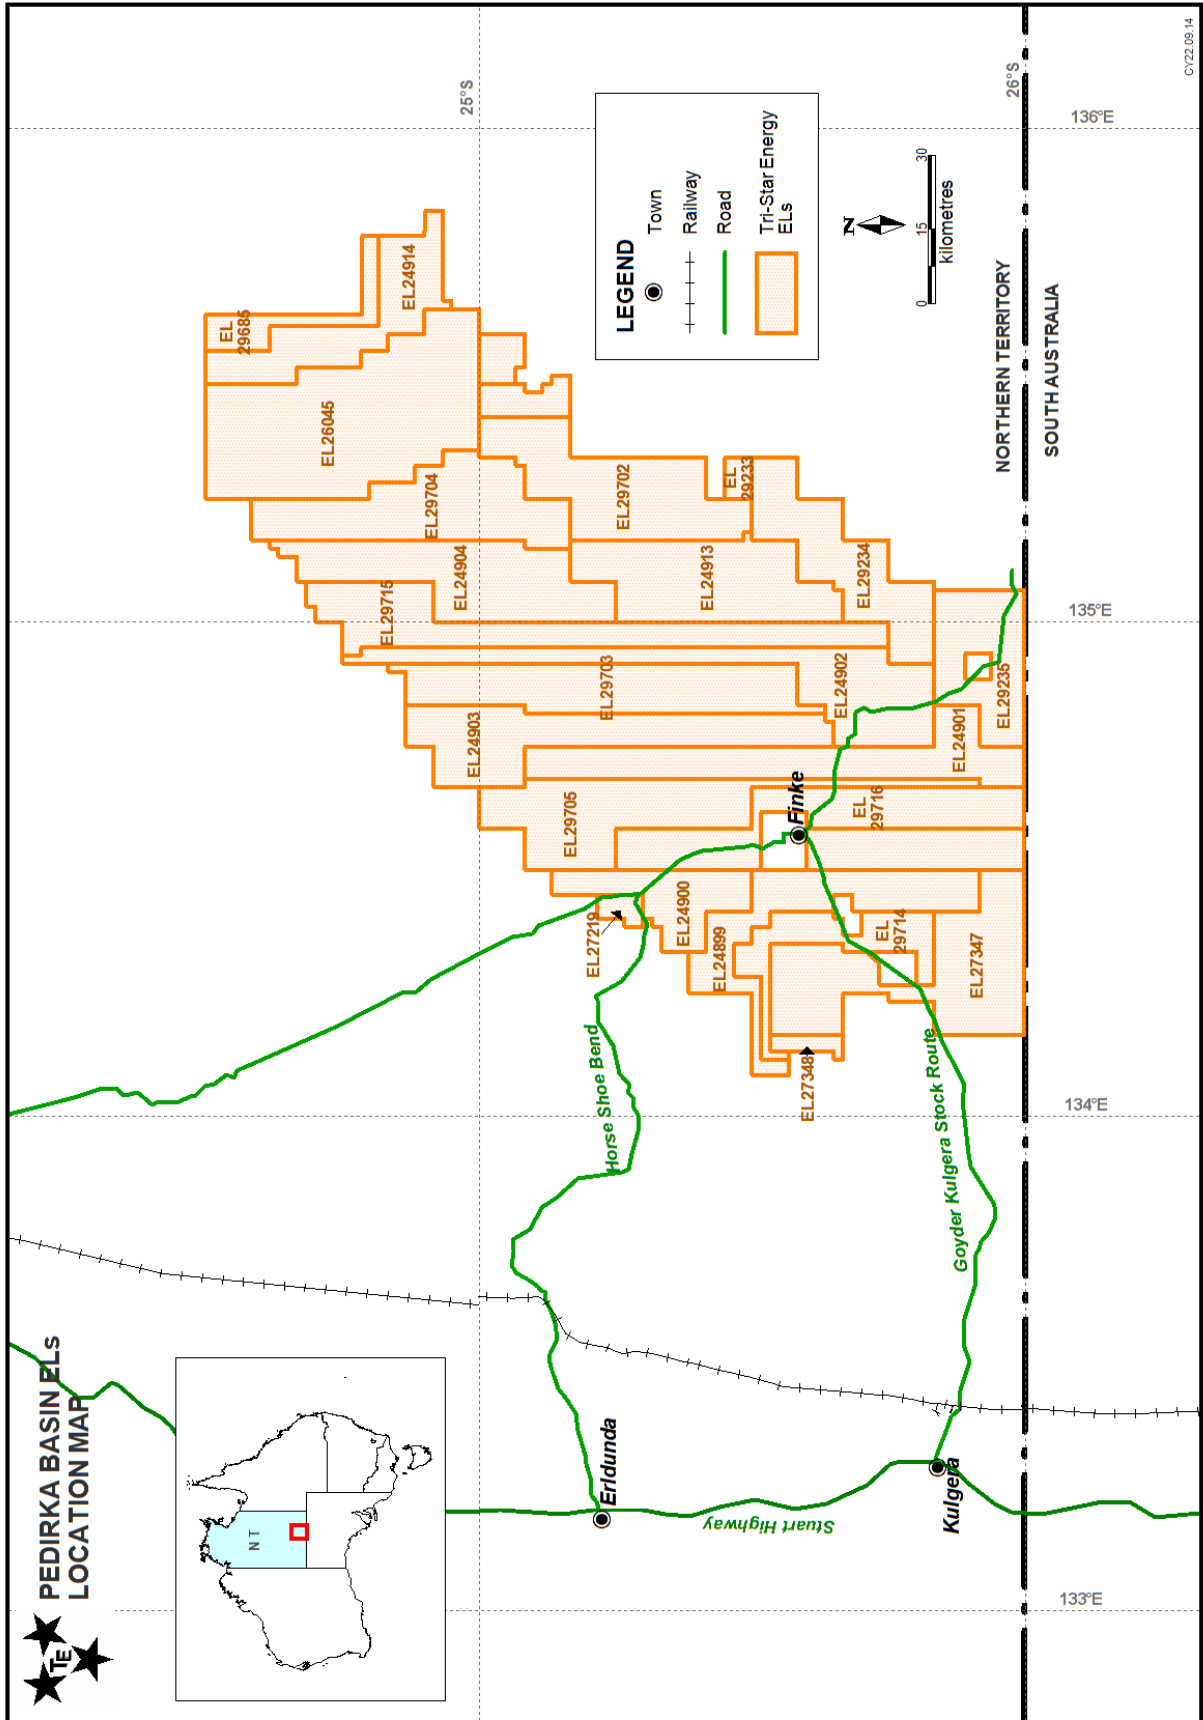 TE
PEDIRKA BASIN ELs
LOCATION MAP
NT
25°S
26°S
133°E
134°E
135°E
136°E
EL
29685
EL24914
EL26045
EL29704
EL24904
EL29715
EL29702
EL
29233
EL24913
EL29234
EL29703
EL24902
EL24903
EL29235
EL24901
EL29705
EL
29716
Finke
EL27219
EL24900
EL24899
EL
29714
EL27347
EL27348
Horse Shoe Bend
Goyder Kulgera Stock Route
Stuart Highway
Erldunda
Kulgera
LEGEND
Town
Railway
Road
Tri-Star Energy
ELs
N
0 15 30
kilometres
NORTHERN TERRITORY
SOUTH AUSTRALIA
CY22.09.14